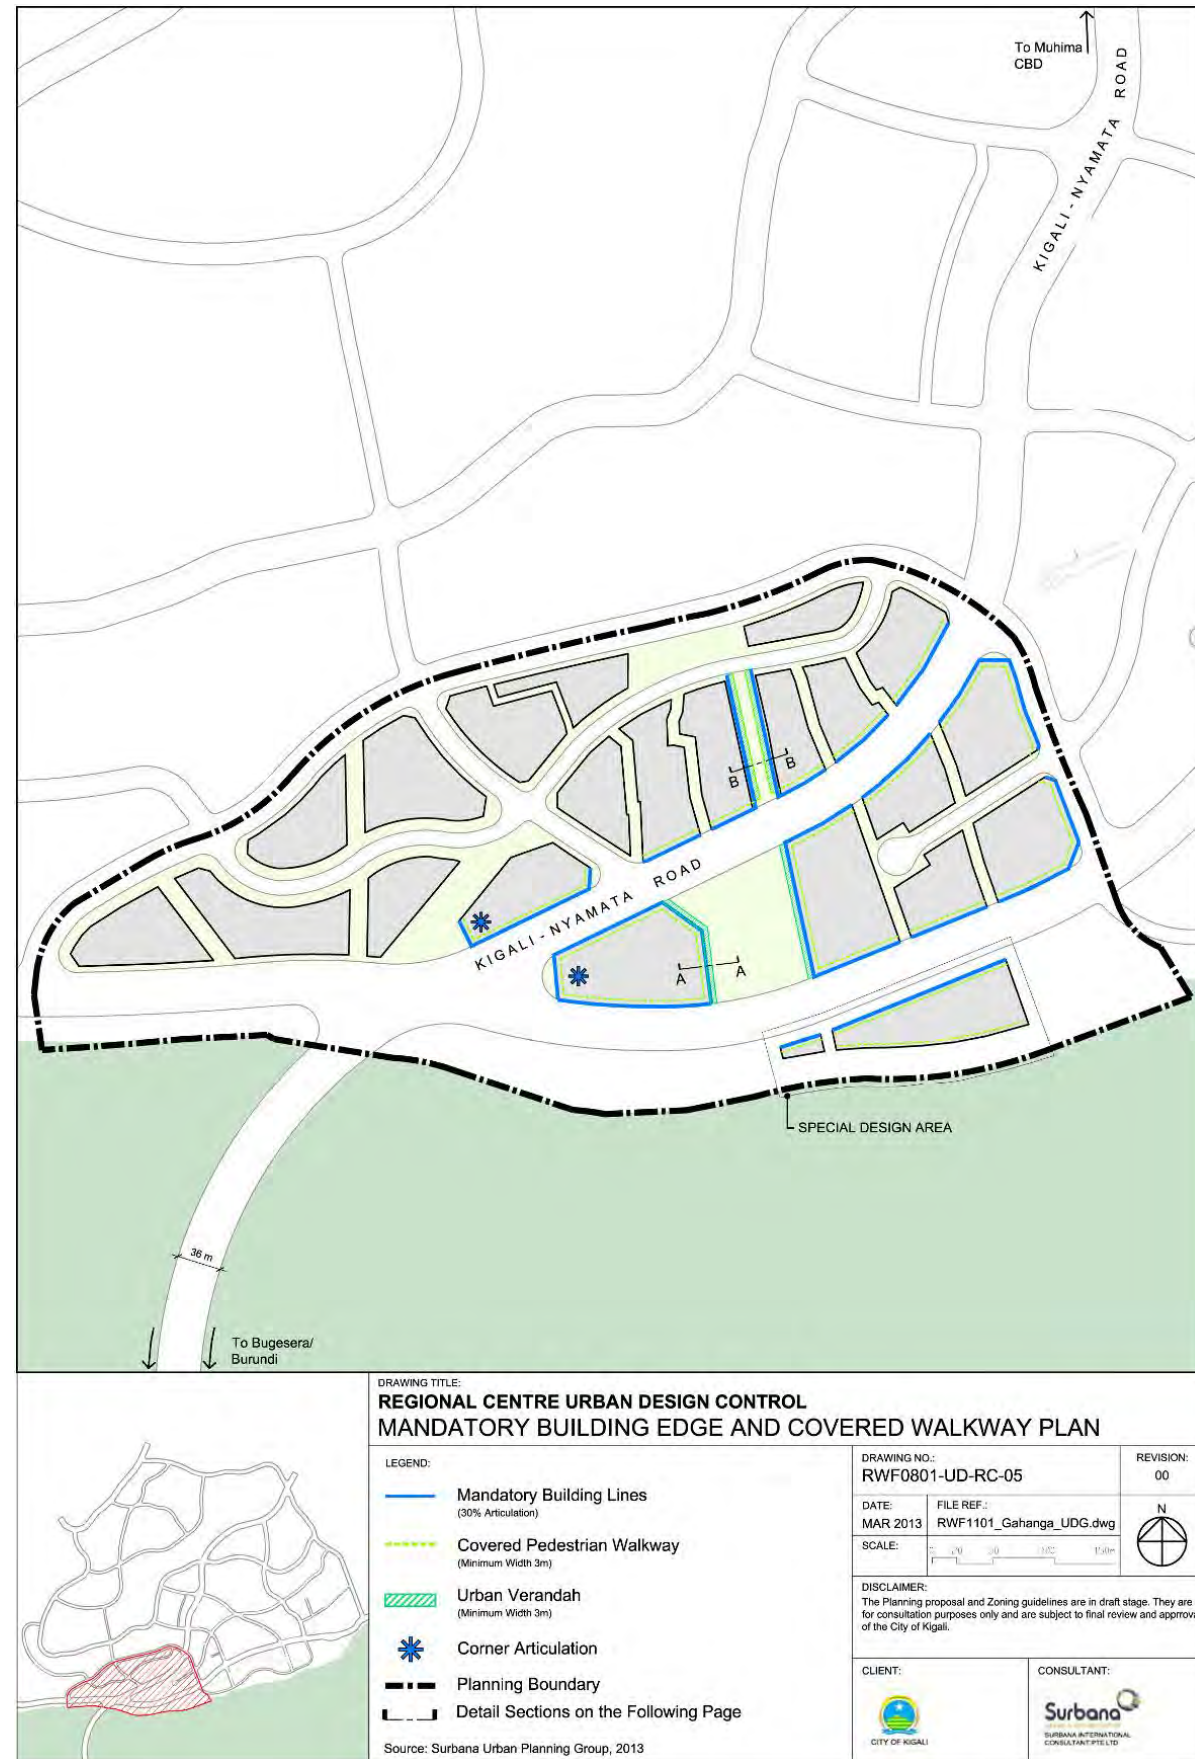 To Muhima
CBD
KIGALI - NYAMATA ROAD
B
B
KIGALI - NYAMATA ROAD
A
A
SPECIAL DESIGN AREA
36 m
To Bugesera/
Burundi
DRAWING TITLE:
REGIONAL CENTRE URBAN DESIGN CONTROL
MANDATORY BUILDING EDGE AND COVERED WALKWAY PLAN
LEGEND:
Mandatory Building Lines
(30% Articulation)
Covered Pedestrian Walkway
(Minimum Width 3m)
Urban Verandah
(Minimum Width 3m)
Corner Articulation
Planning Boundary
Detail Sections on the Following Page
Source: Surbana Urban Planning Group, 2013
DRAWING NO.:
RWF0801-UD-RC-05
REVISION:
00
DATE:
MAR 2013
FILE REF.:
RWF1101_Gahanga_UDG.dwg
N
SCALE:
DISCLAIMER:
The Planning proposal and Zoning guidelines are in draft stage. They are
for consultation purposes only and are subject to final review and approva
of the City of Kigali.
CLIENT:
CITY OF KIGALI
CONSULTANT:
Surbana
SURBANA INTERNATIONAL
CONSULTANT PTE LTD